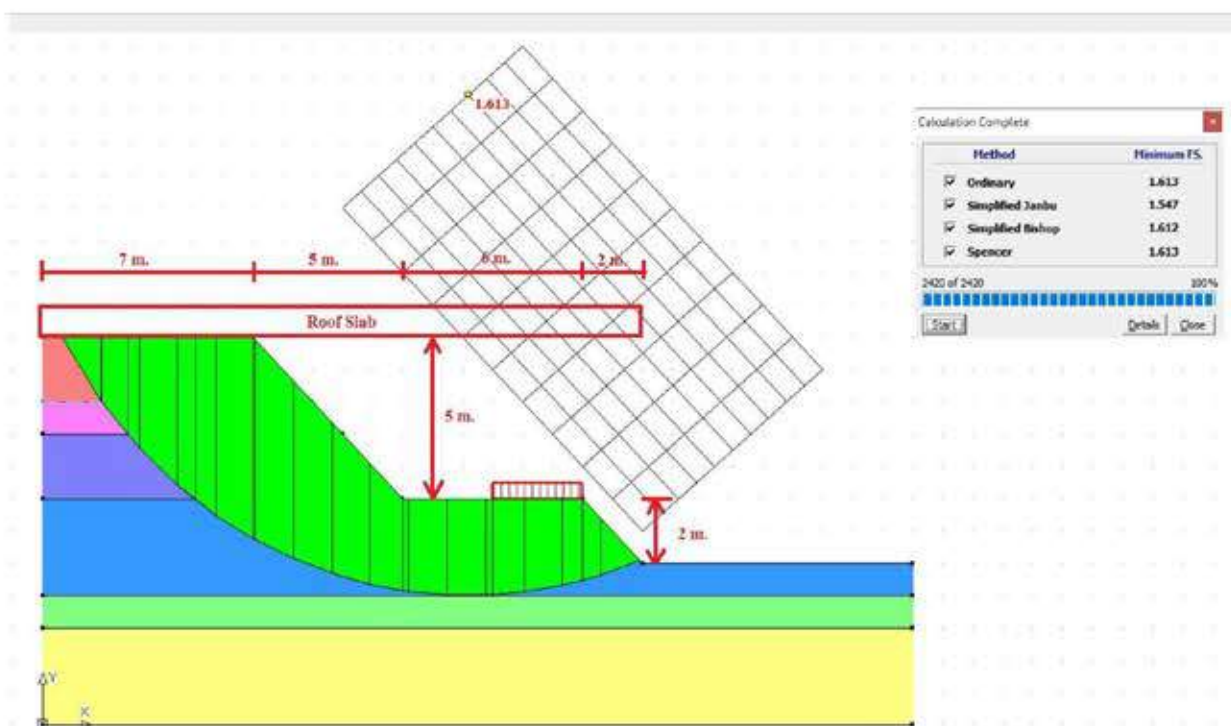 1.613
Calculation Complete
Method Minimum FS.
Ordinary 1.613
Simplified Janbu 1.547
Simplified Bishop 1.612
Spencer 1.613
2420 of 2420 100%
Start Details Close
7 m. 5 m. 6 m. 2 m.
Roof Slab
5 m.
2 m.
Y
X